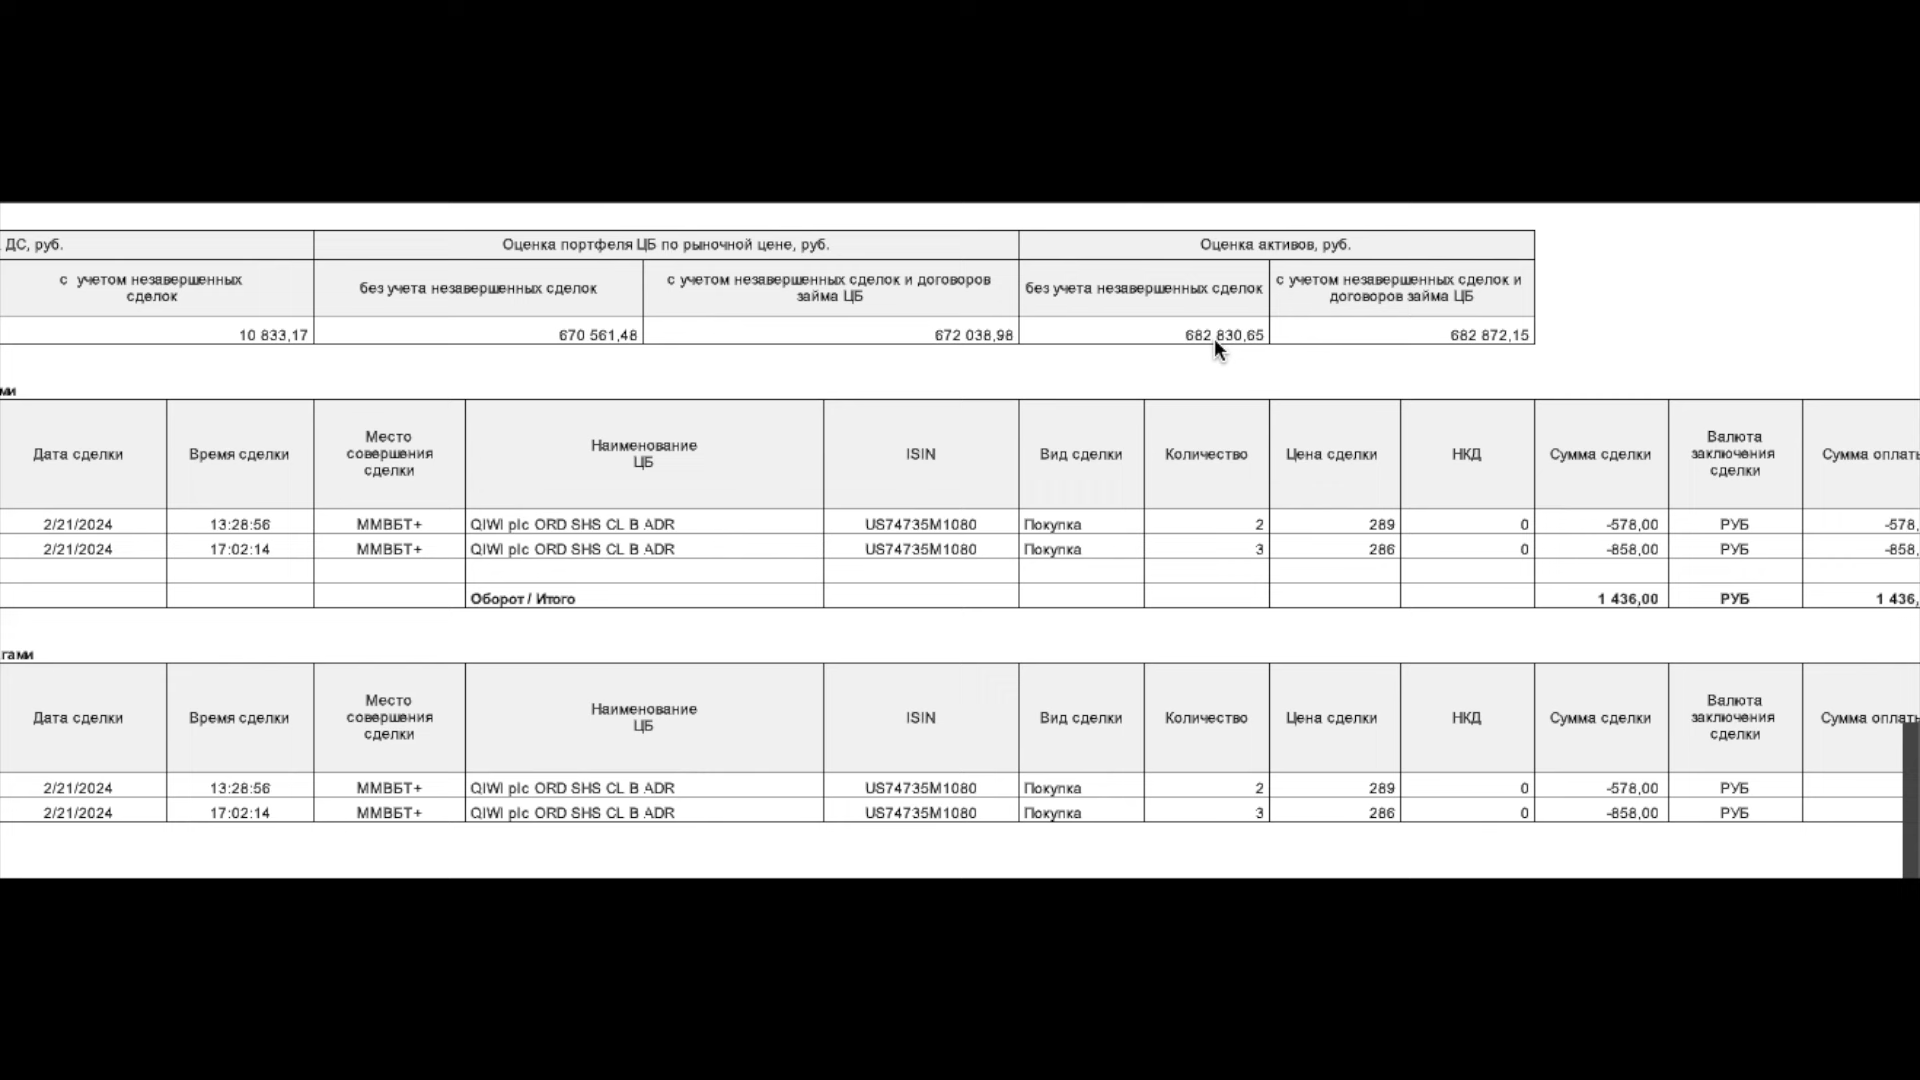 ДС, руб. Оценка портфеля ЦБ по рыночной цене, руб. Оценка активов, руб.
с учетом незавершенных сделок без учета незавершенных сделок с учетом незавершенных сделок и договоров займа ЦБ без учета незавершенных сделок с учетом незавершенных сделок и договоров займа ЦБ
10 833,17 670 561,48 672 038,98 682 830,65 682 872,15
ми
Дата сделки Время сделки Место совершения сделки Наименование ЦБ ISIN Вид сделки Количество Цена сделки НКД Сумма сделки Валюта заключения сделки Сумма оплать
2/21/2024 13:28:56 ММВБТ+ QIWI plc ORD SHS CL B ADR US74735M1080 Покупка 2 289 0 -578,00 РУБ -578,
2/21/2024 17:02:14 ММВБТ+ QIWI plc ORD SHS CL B ADR US74735M1080 Покупка 3 286 0 -858,00 РУБ -858,
Оборот / Итого 1 436,00 РУБ 1 436,
гами
Дата сделки Время сделки Место совершения сделки Наименование ЦБ ISIN Вид сделки Количество Цена сделки НКД Сумма сделки Валюта заключения сделки Сумма оплать
2/21/2024 13:28:56 ММВБТ+ QIWI plc ORD SHS CL B ADR US74735M1080 Покупка 2 289 0 -578,00 РУБ
2/21/2024 17:02:14 ММВБТ+ QIWI plc ORD SHS CL B ADR US74735M1080 Покупка 3 286 0 -858,00 РУБ